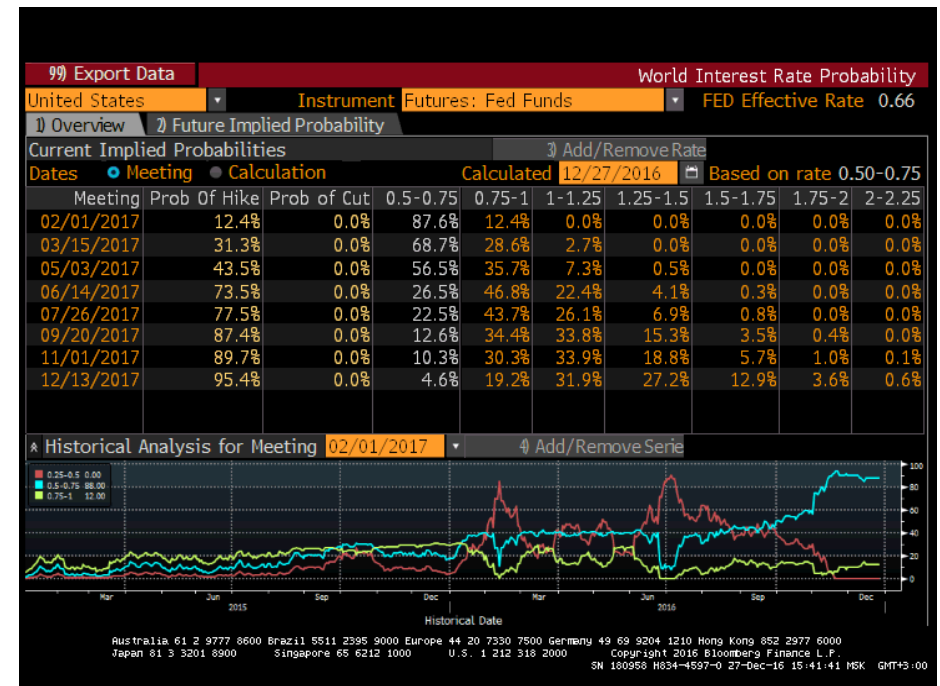 99) Export Data World Interest Rate Probability
United States Instrument Futures: Fed Funds FED Effective Rate 0.66
1) Overview 2) Future Implied Probability
Current Implied Probabilities 3) Add/Remove Rate
Dates Meeting Calculation Calculated 12/27/2016 Based on rate 0.50-0.75
Meeting Prob Of Hike Prob of Cut 0.5-0.75 0.75-1 1-1.25 1.25-1.5 1.5-1.75 1.75-2 2-2.25
02/01/2017 12.4% 0.0% 87.6% 12.4% 0.0% 0.0% 0.0% 0.0% 0.0%
03/15/2017 31.3% 0.0% 68.7% 28.6% 2.7% 0.0% 0.0% 0.0% 0.0%
05/03/2017 43.5% 0.0% 56.5% 35.7% 7.3% 0.5% 0.0% 0.0% 0.0%
06/14/2017 73.5% 0.0% 26.5% 46.8% 22.4% 4.1% 0.3% 0.0% 0.0%
07/26/2017 77.5% 0.0% 22.5% 43.7% 26.1% 6.9% 0.8% 0.0% 0.0%
09/20/2017 87.4% 0.0% 12.6% 34.4% 33.8% 15.3% 3.5% 0.4% 0.0%
11/01/2017 89.7% 0.0% 10.3% 30.3% 33.9% 18.8% 5.7% 1.0% 0.1%
12/13/2017 95.4% 0.0% 4.6% 19.2% 31.9% 27.2% 12.9% 3.6% 0.6%
Historical Analysis for Meeting 02/01/2017 4) Add/Remove Serie
0.25-0.5 0.00
0.5-0.75 88.00
0.75-1 12.00
100
80
60
40
20
0
Mar Jun Sep Dec Mar Jun Sep Dec
2015 2016
Historical Date
Australia 61 2 9777 8600 Brazil 5511 2395 9000 Europe 44 20 7330 7500 Germany 49 69 9204 1210 Hong Kong 852 2977 6000
Japan 81 3 3201 8900 Singapore 65 6212 1000 U.S. 1 212 318 2000 Copyright 2016 Bloomberg Finance L.P.
SN 180958 H834-4597-0 27-Dec-16 15:41:41 MSK GMT+3:00